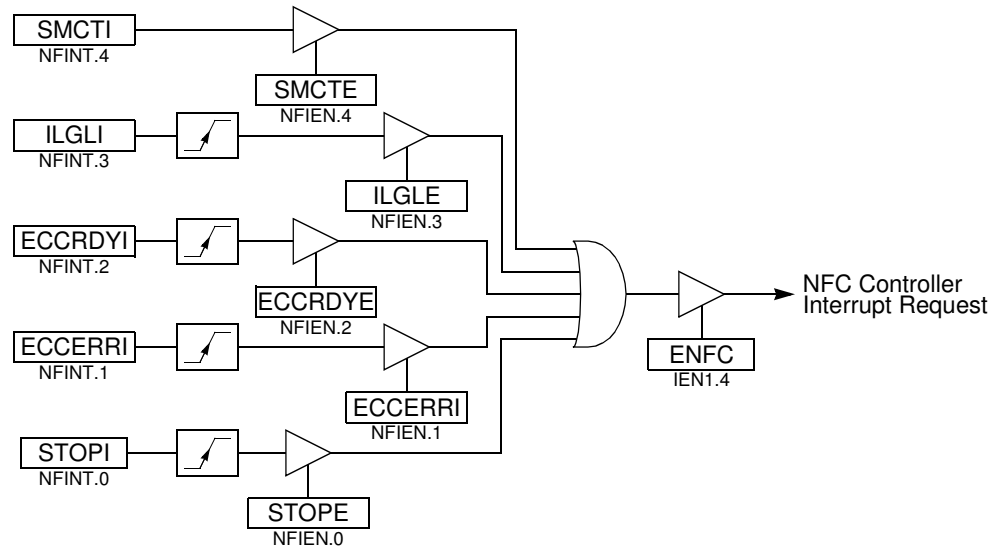 SMCTI
NFINT.4
SMCTE
NFIEN.4
ILGLI
NFINT.3
ILGLE
NFIEN.3
ECCRDYI
NFINT.2
ECCRDYE
NFIEN.2
NFC Controller
Interrupt Request
ENFC
IEN1.4
ECCERRI
NFINT.1
ECCERRI
NFIEN.1
STOPI
NFINT.0
STOPE
NFIEN.0